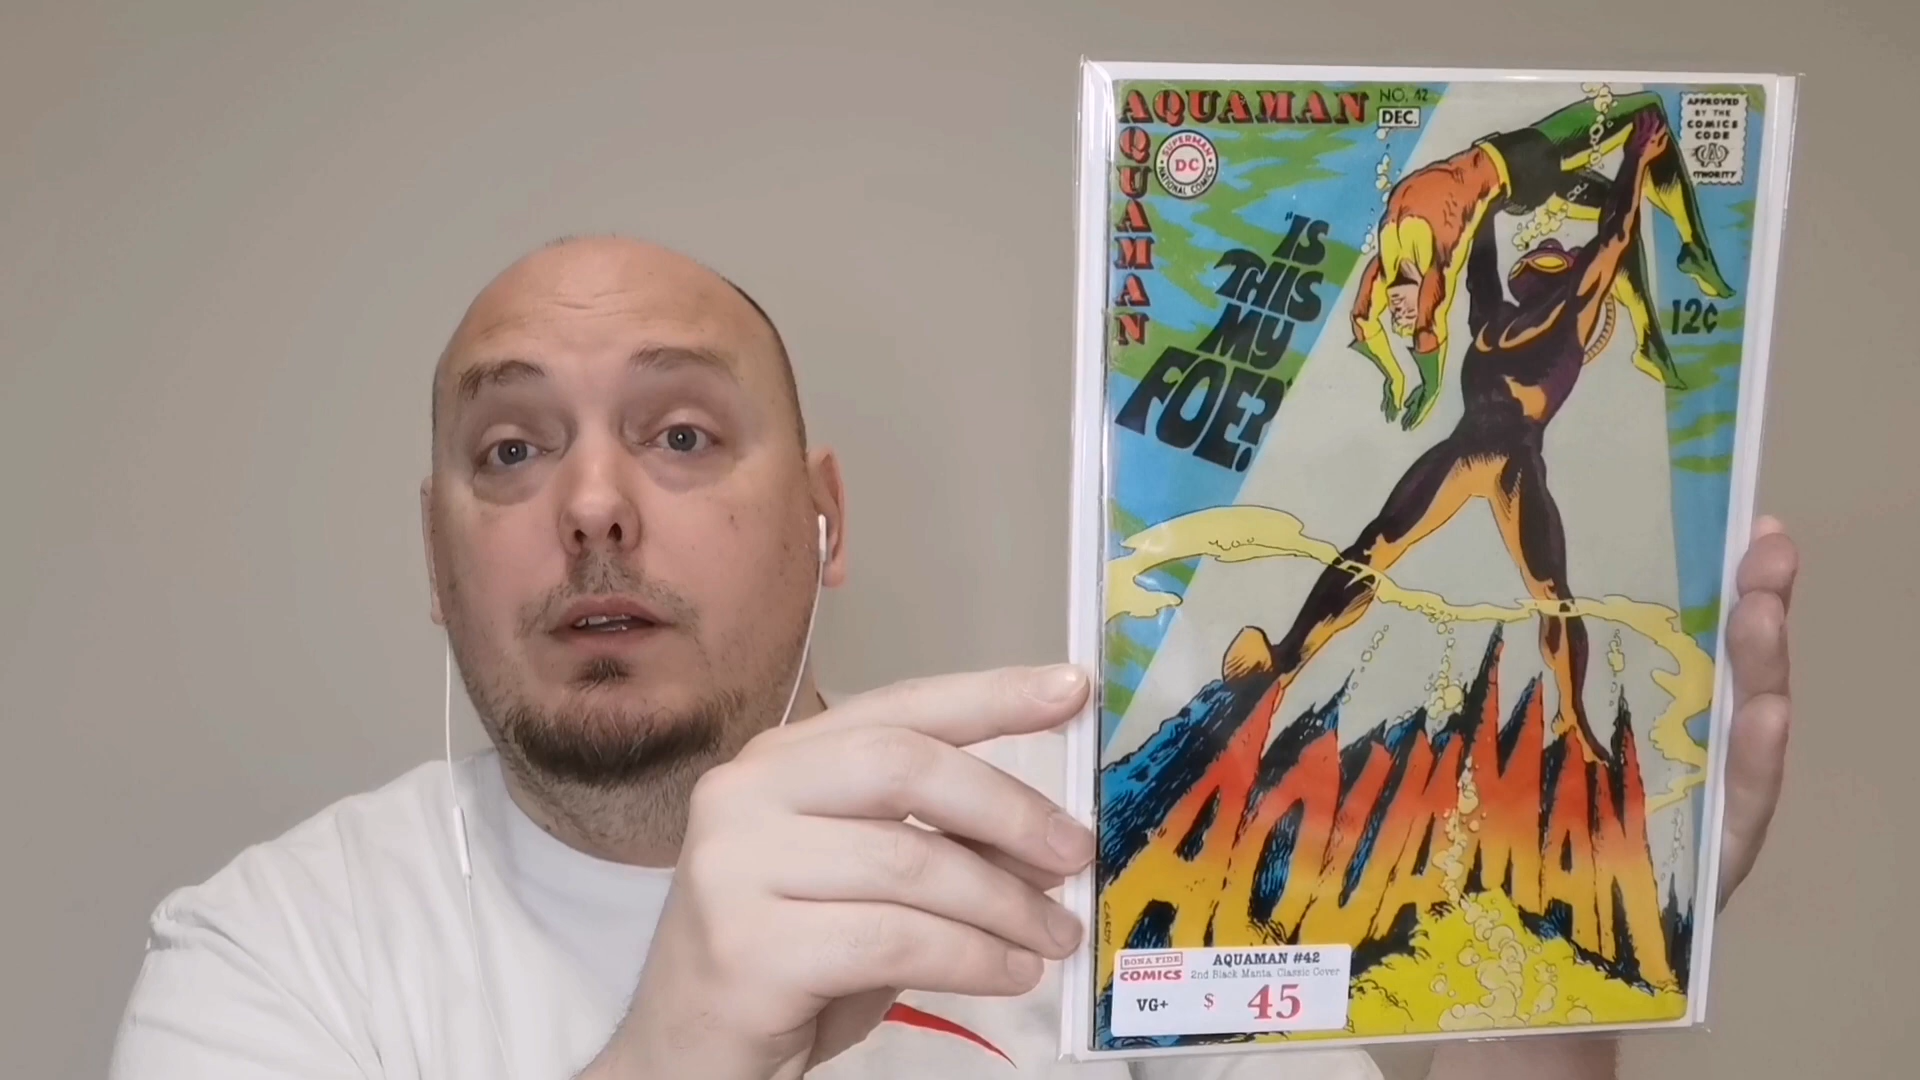 AQUAMAN
NO. 42
DEC.
AQUAMAN
SUPERMAN
DC
NATIONAL COMICS
APPROVED
BY THE
COMICS
CODE
AUTHORITY
"IS
THIS
MY
FOE?"
12¢
AQUAMAN
CARDY
BONA FIDE
COMICS
AQUAMAN #42
2nd Black Manta. Classic Cover
VG+ $ 45